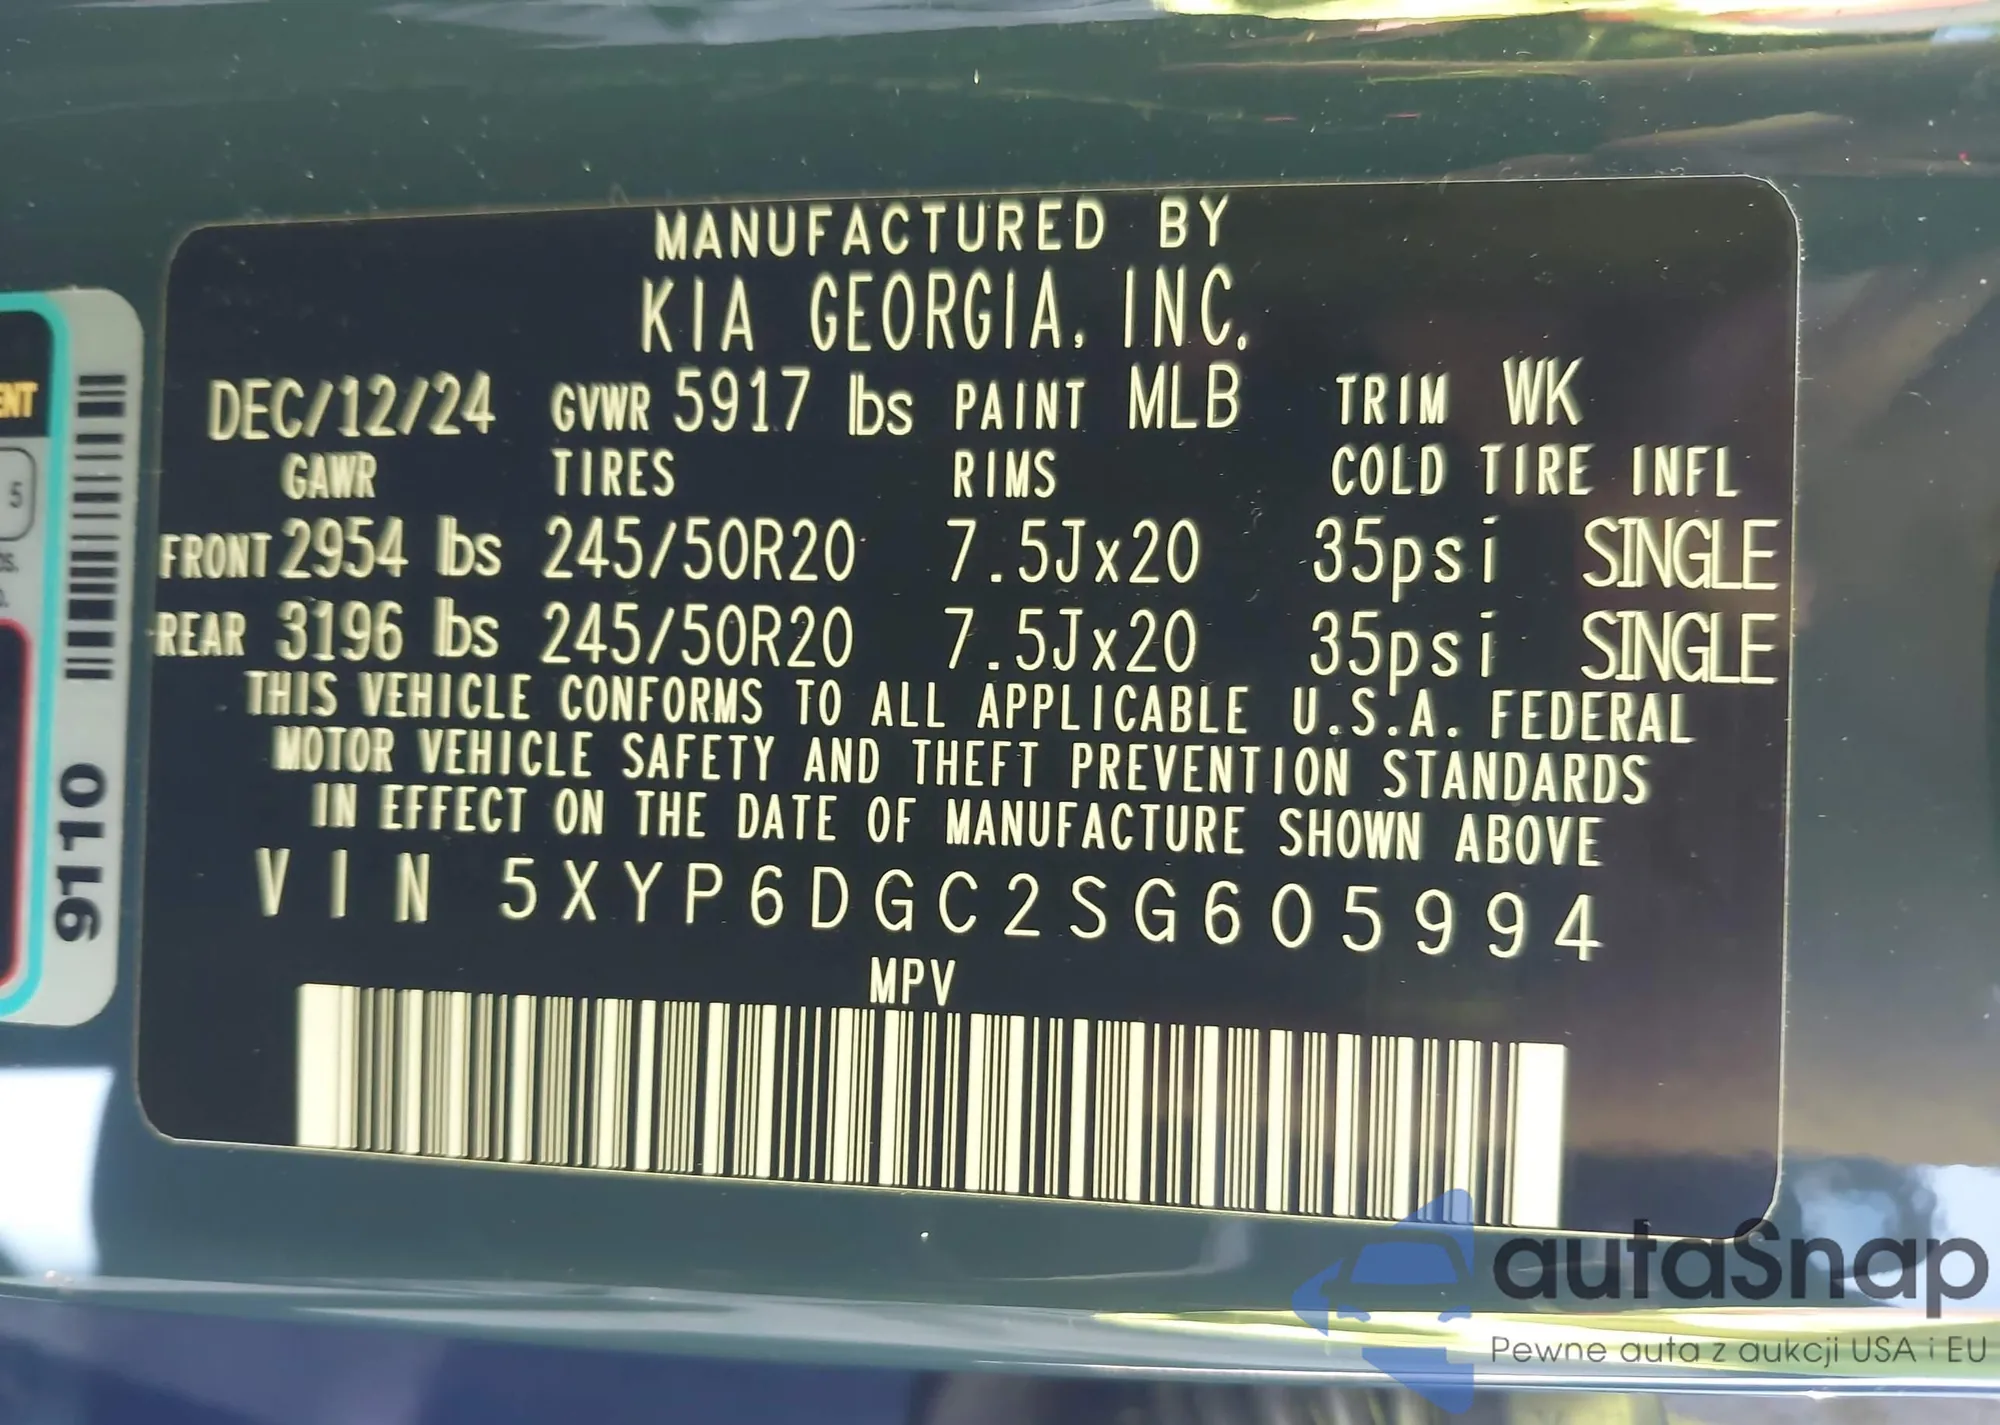 MANUFACTURED BY
KIA GEORGIA, INC.
DEC/12/24 GVWR 5917 lbs PAINT MLB TRIM WK
GAWR TIRES RIMS COLD TIRE INFL
FRONT 2954 lbs 245/50R20 7.5Jx20 35psi SINGLE
REAR 3196 lbs 245/50R20 7.5Jx20 35psi SINGLE
THIS VEHICLE CONFORMS TO ALL APPLICABLE U.S.A. FEDERAL
MOTOR VEHICLE SAFETY AND THEFT PREVENTION STANDARDS
IN EFFECT ON THE DATE OF MANUFACTURE SHOWN ABOVE
VIN 5XYP6DGC2SG605994
MPV
5
9110
autaSnap
Pewne auta z aukcji USA i EU